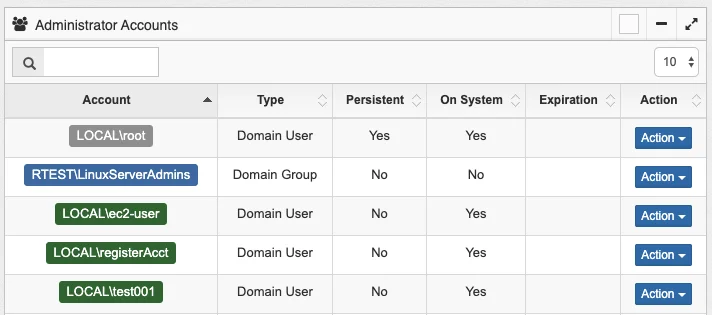 Administrator Accounts
10
Account Type Persistent On System Expiration Action
LOCAL\root Domain User Yes Yes Action
RTEST\LinuxServerAdmins Domain Group No No Action
LOCAL\ec2-user Domain User No Yes Action
LOCAL\registerAcct Domain User No Yes Action
LOCAL\test001 Domain User No Yes Action